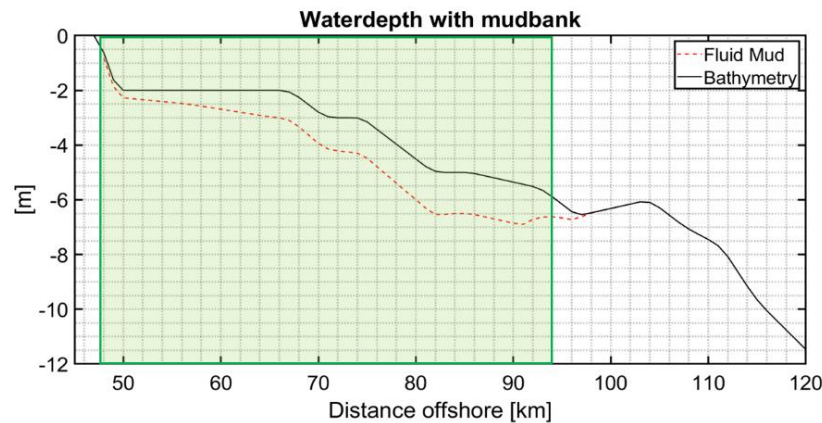 Waterdepth with mudbank
0
-2
-4
-6
-8
-10
-12
[m]
Fluid Mud
Bathymetry
50 60 70 80 90 100 110 120
Distance offshore [km]